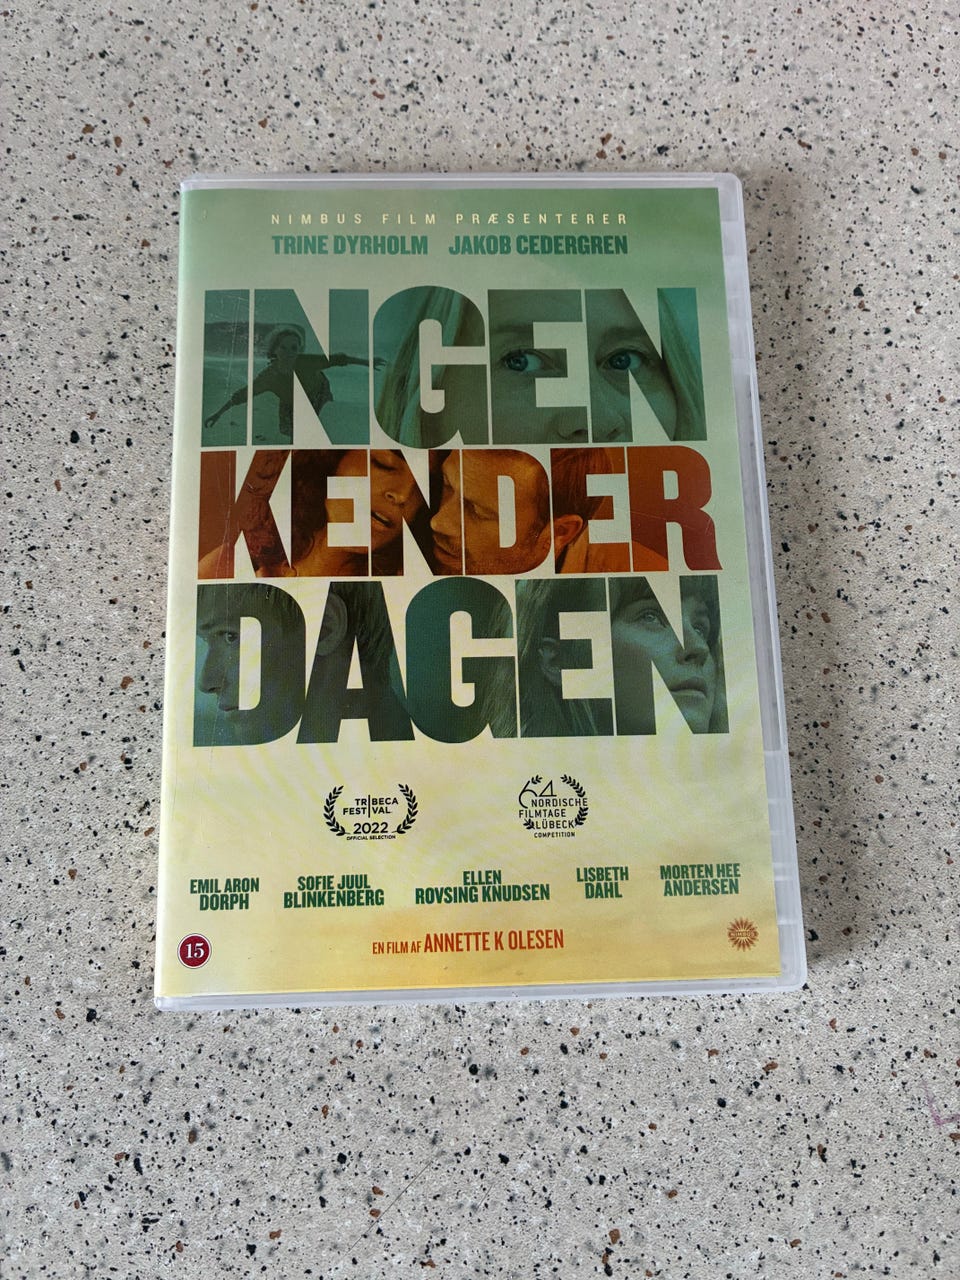 NIMBUS FILM PRÆSENTERER
TRINE DYRHOLM JAKOB CEDERGREN
INGEN
KENDER
DAGEN
TRIBECA
FESTIVAL
2022
OFFICIAL SELECTION
64
NORDISCHE
FILMTAGE
LÜBECK
COMPETITION
EMIL ARON
DORPH
SOFIE JUUL
BLINKENBERG
ELLEN
ROVSING KNUDSEN
LISBETH
DAHL
MORTEN HEE
ANDERSEN
EN FILM AF ANNETTE K OLESEN
15
NIMBUS